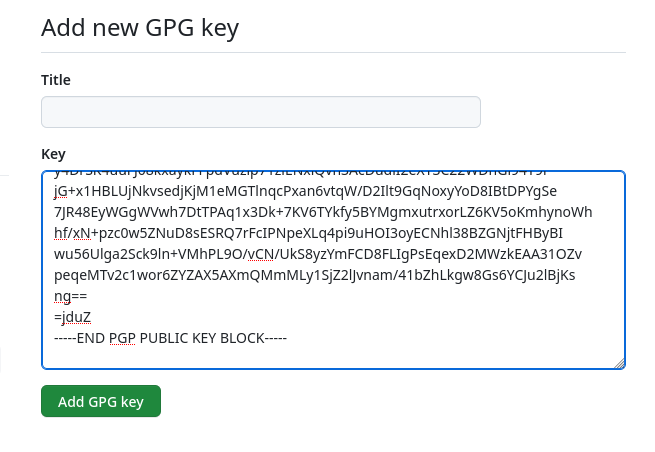 Add new GPG key
Title
Key
jG+x1HBLUjNkvsedjKjM1eMGTlnqcPxan6vtqW/D2Ilt9GqNoxyYoD8IBtDPYgSe
7JR48EyWGgWVwh7DtTPAq1x3Dk+7KV6TYkfy5BYMgmxutrxorLZ6KV5oKmhynoWh
hf/xN+pzc0w5ZNuD8sESRQ7rFcIPNpeXLq4pi9uHOI3oyECNhl38BZGNjtFHByBI
wu56Ulga2Sck9ln+VMhPL9O/vCN/UkS8yzYmFCD8FLIgPsEqexD2MWzkEAA31OZv
peqeMTv2c1wor6ZYZAX5AXmQMmMLy1SjZ2lJvnam/41bZhLkgw8Gs6YCJu2lBjKs
ng==
=jduZ
-----END PGP PUBLIC KEY BLOCK-----
Add GPG key